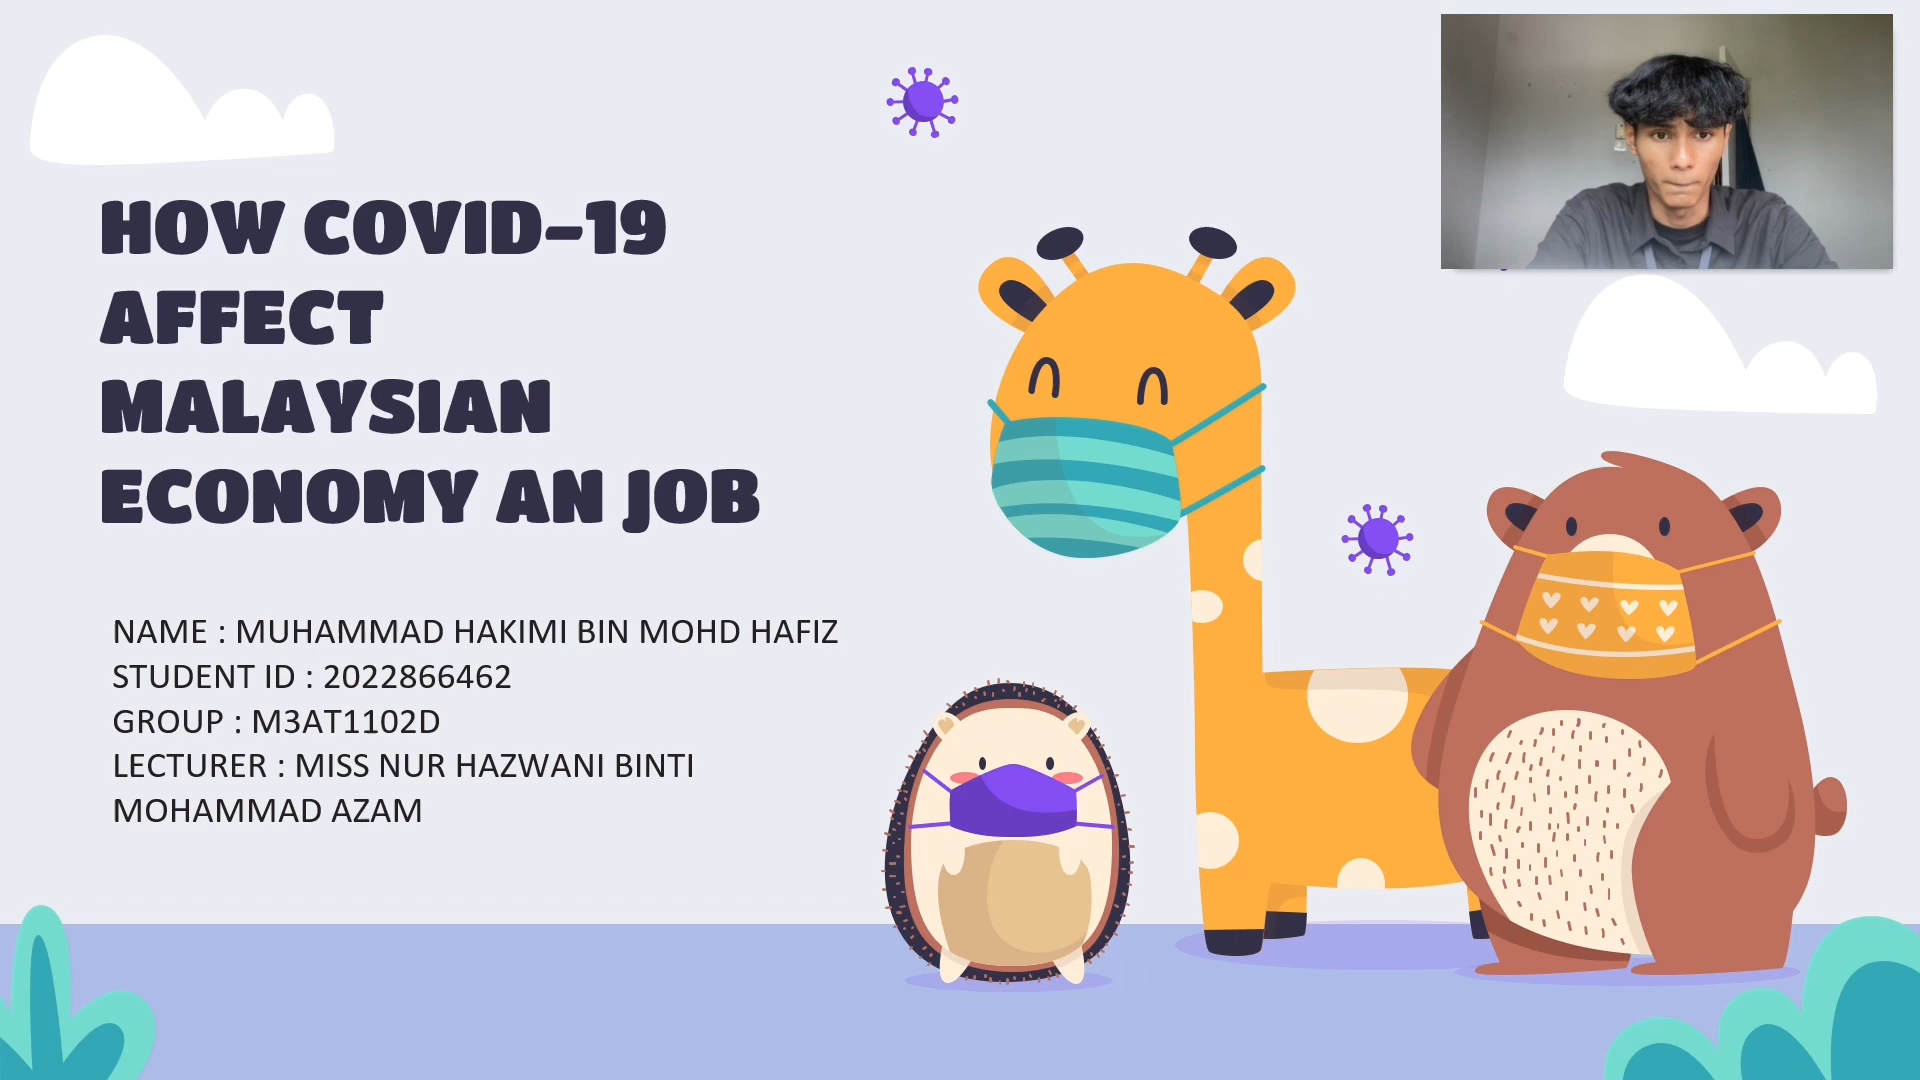 HOW COVID-19
AFFECT
MALAYSIAN
ECONOMY AN JOB
NAME : MUHAMMAD HAKIMI BIN MOHD HAFIZ
STUDENT ID : 2022866462
GROUP : M3AT1102D
LECTURER : MISS NUR HAZWANI BINTI
MOHAMMAD AZAM